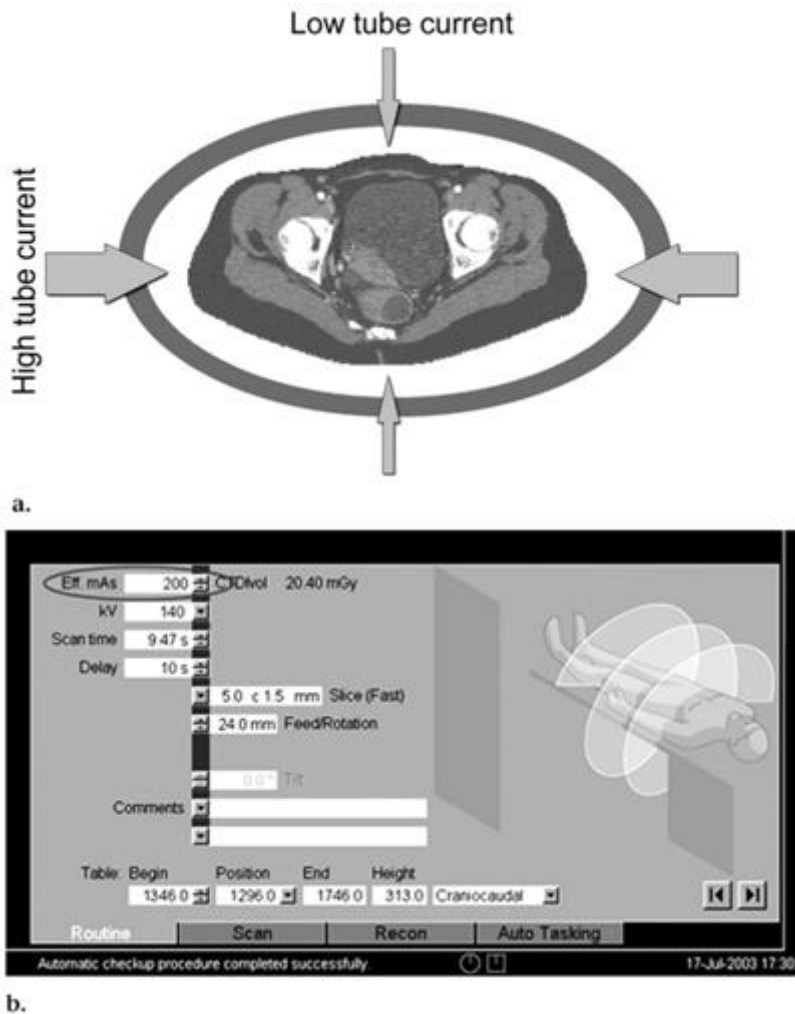 Low tube current
High tube current
a.
Eff. mAs 200 CTDIvol 20.40 mGy
kV 140
Scan time 9.47 s
Delay 10 s
5.0 c 1.5 mm Slice (Fast)
24.0 mm Feed/Rotation
0.0° Tilt
Comments
Table: Begin Position End Height
1346.0 1296.0 1746.0 313.0 Craniocaudal
Routine Scan Recon Auto Tasking
Automatic checkup procedure completed successfully. 17-Jul-2003 17:30
b.